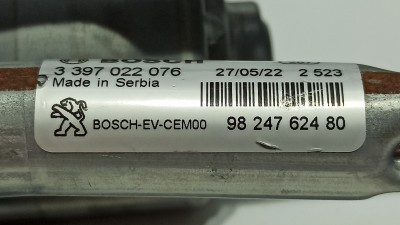 BOSCH
3 397 022 076 27/05/22 2 523
Made in Serbia
BOSCH-EV-CEM00 98 247 624 80